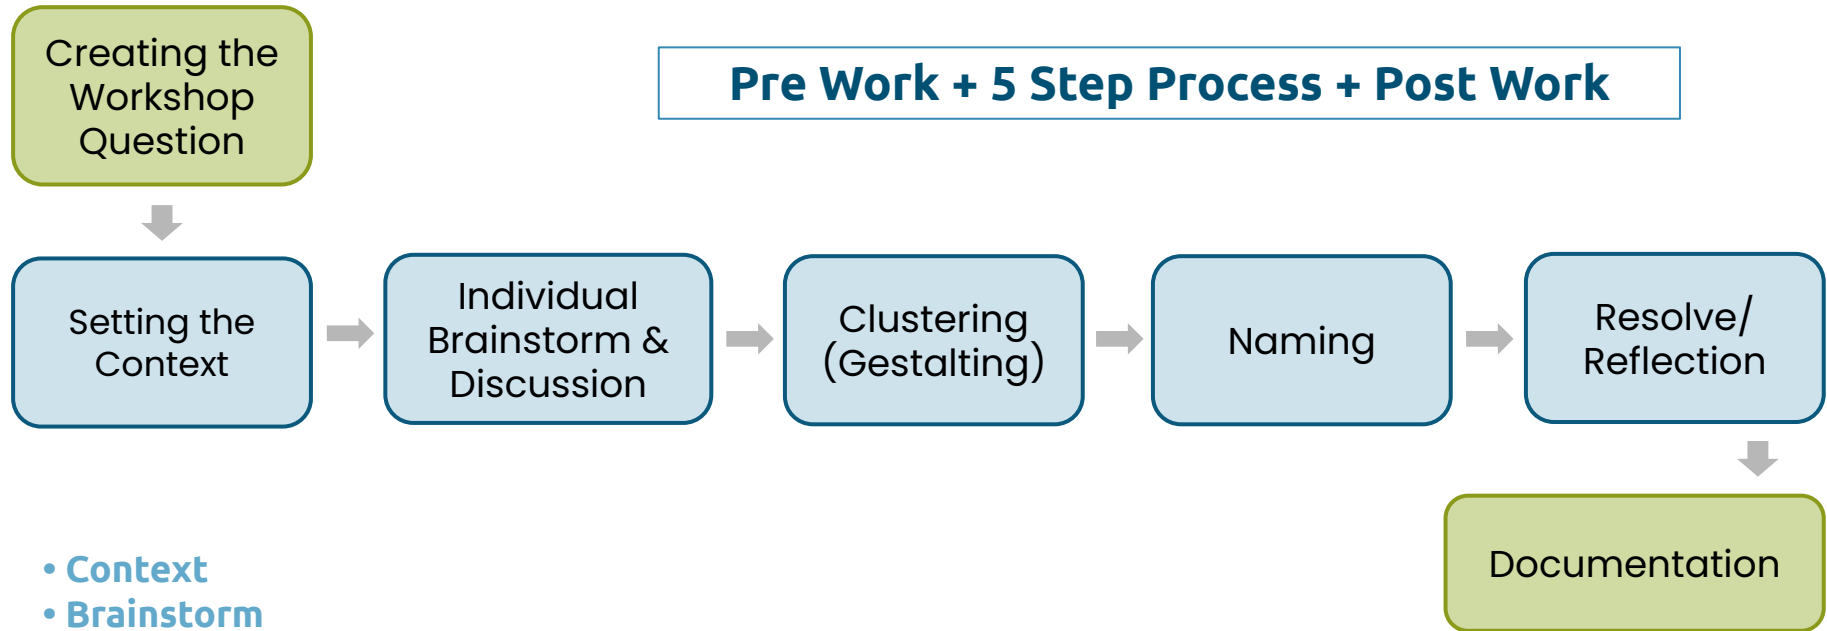 Creating the
Workshop
Question
Pre Work + 5 Step Process + Post Work
Setting the
Context
Individual
Brainstorm &
Discussion
Clustering
(Gestalting)
Naming
Resolve/
Reflection
Documentation
• Context
• Brainstorm